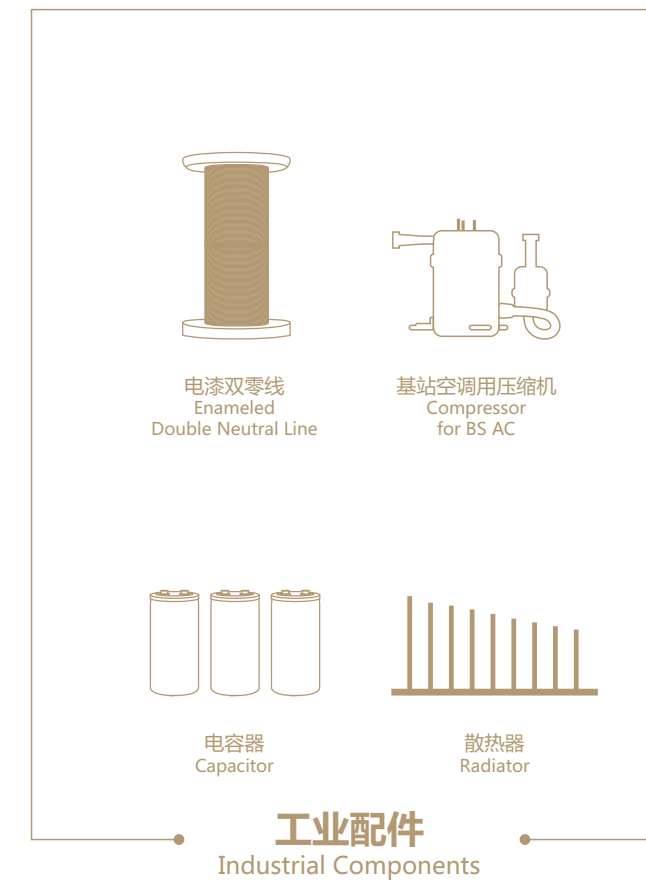 电漆双零线
Enameled
Double Neutral Line
基站空调用压缩机
Compressor
for BS AC
电容器
Capacitor
散热器
Radiator
工业配件
Industrial Components